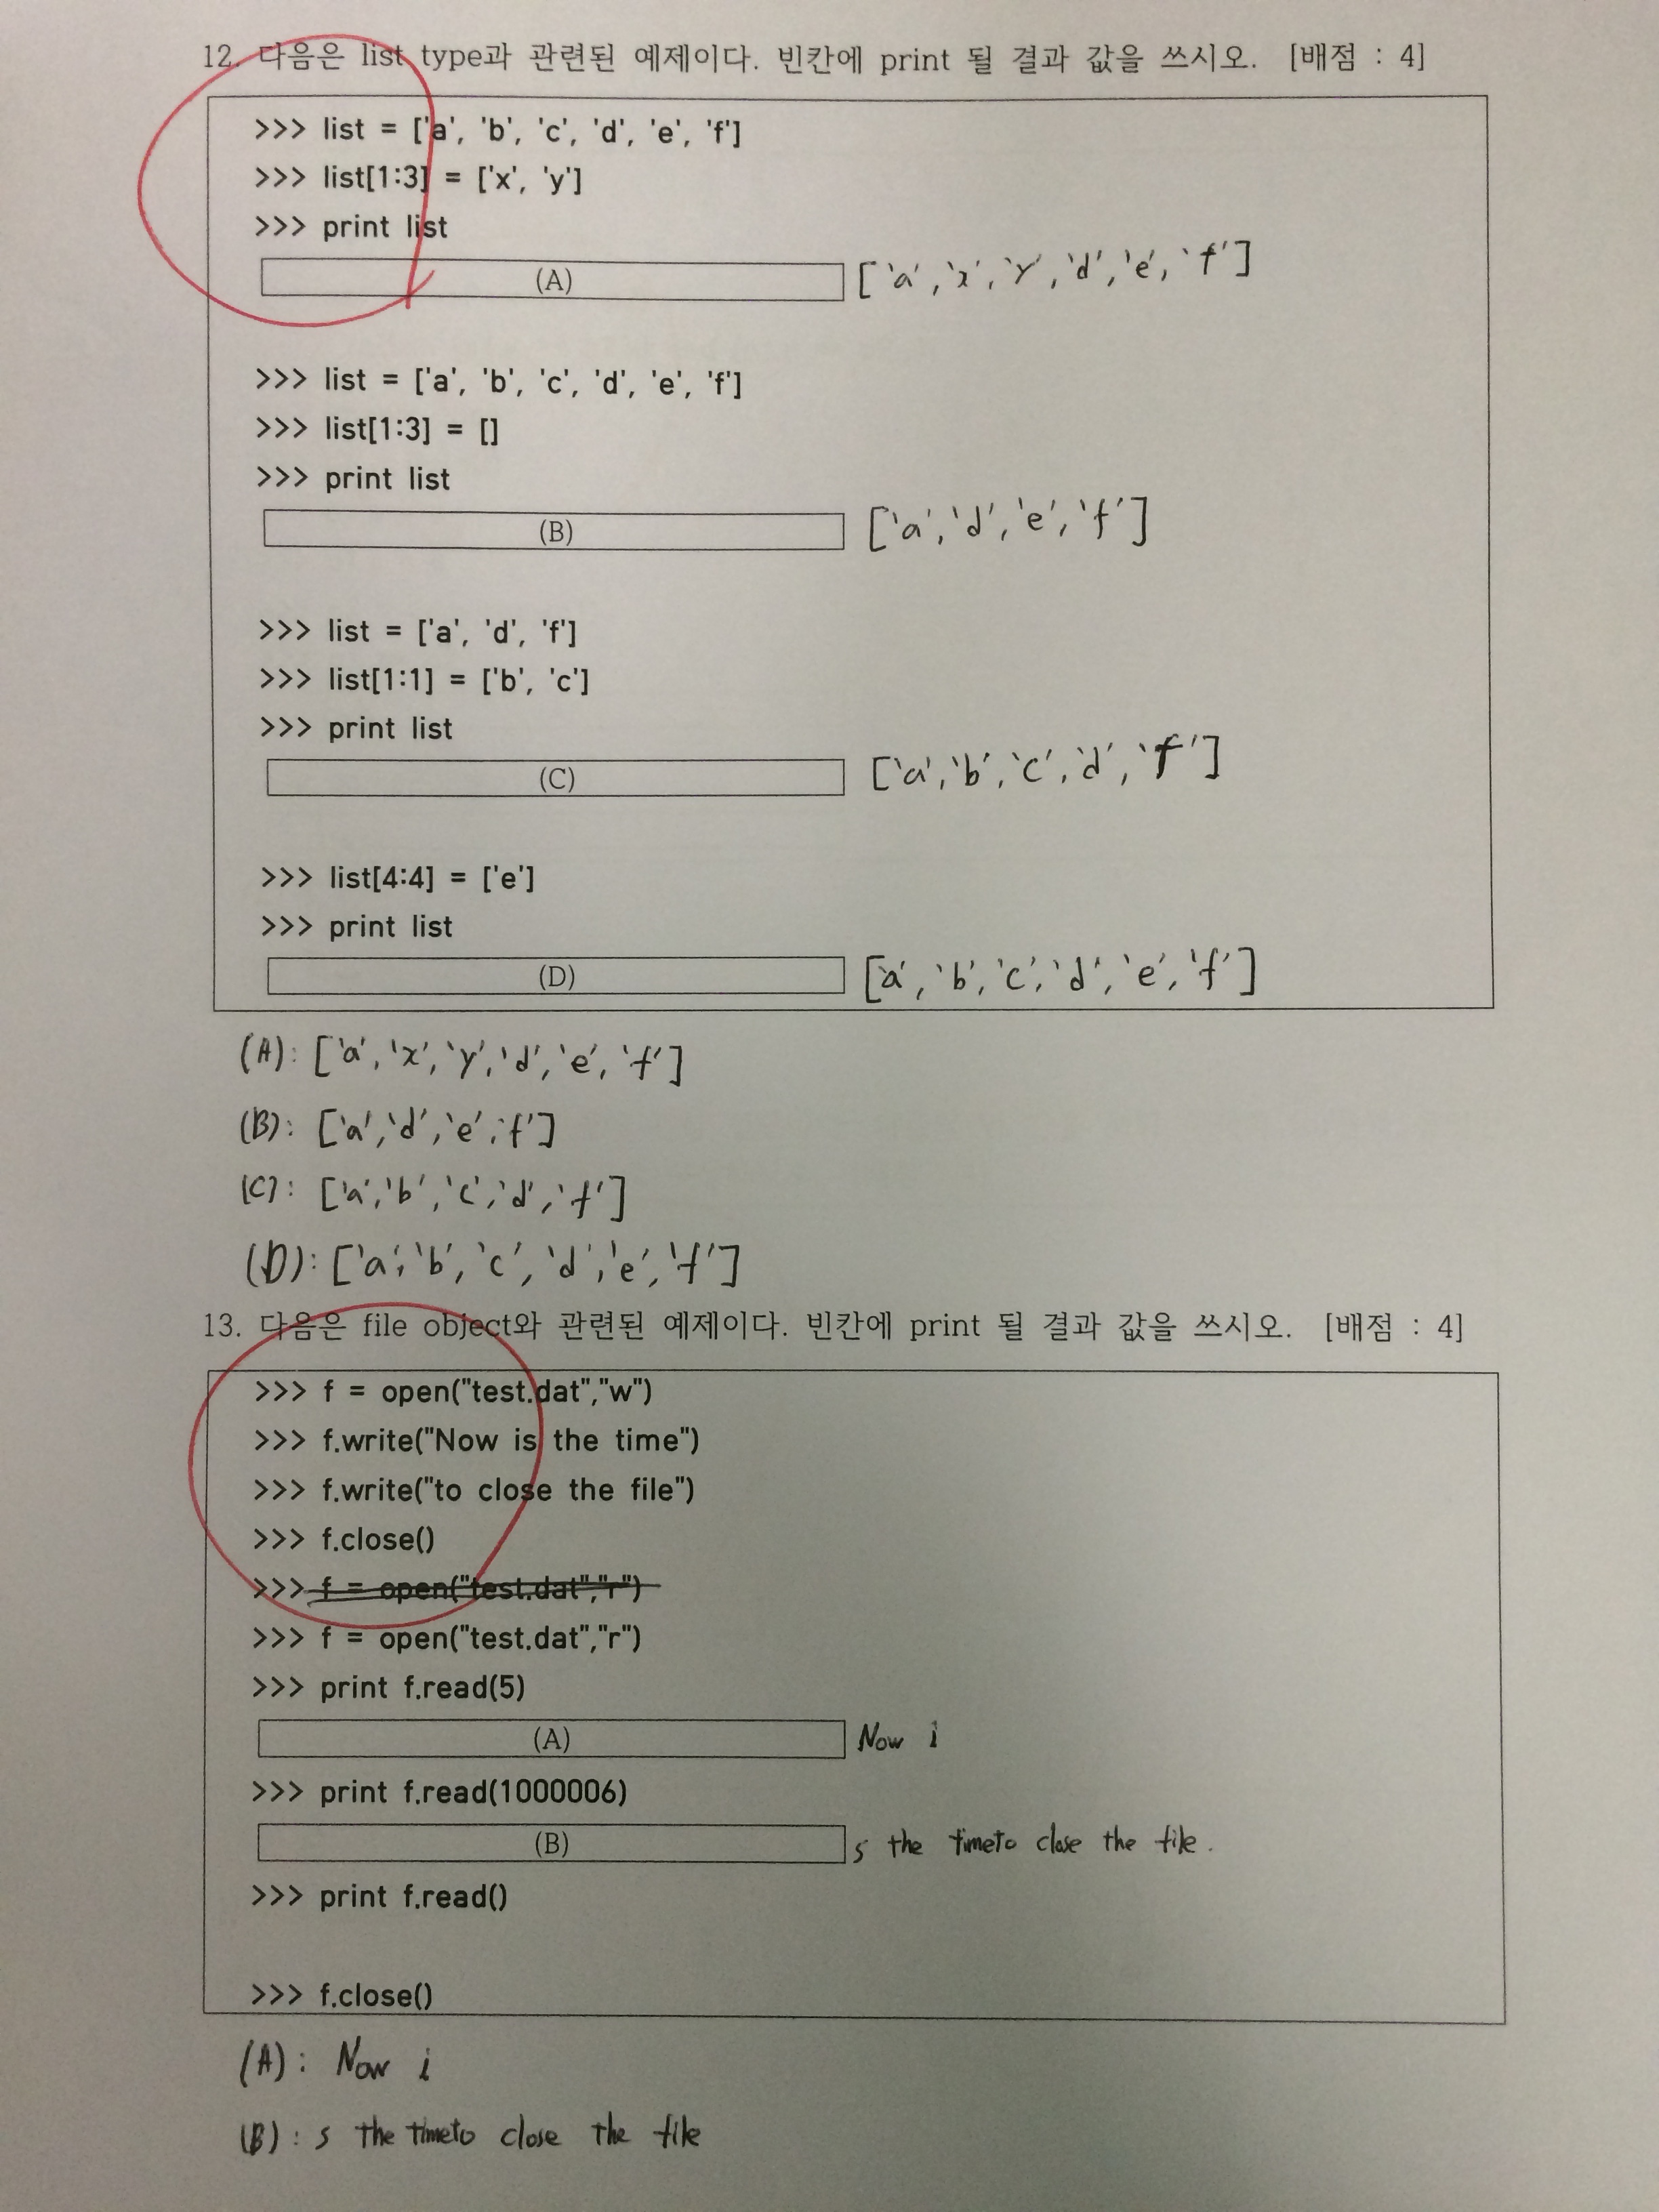 12. 다음은 list type과 관련된 예제이다. 빈칸에 print 될 결과 값을 쓰시오. [배점 : 4]
>>> list = ['a', 'b', 'c', 'd', 'e', 'f']
>>> list[1:3] = ['x', 'y']
>>> print list
(A) ['a', 'x', 'y', 'd', 'e', 'f']
>>> list = ['a', 'b', 'c', 'd', 'e', 'f']
>>> list[1:3] = []
>>> print list
(B) ['a', 'd', 'e', 'f']
>>> list = ['a', 'd', 'f']
>>> list[1:1] = ['b', 'c']
>>> print list
(C) ['a', 'b', 'c', 'd', 'f']
>>> list[4:4] = ['e']
>>> print list
(D) ['a', 'b', 'c', 'd', 'e', 'f']
(A): ['a', 'x', 'y', 'd', 'e', 'f']
(B): ['a', 'd', 'e', 'f']
(C): ['a', 'b', 'c', 'd', 'f']
(D): ['a', 'b', 'c', 'd', 'e', 'f']
13. 다음은 file object와 관련된 예제이다. 빈칸에 print 될 결과 값을 쓰시오. [배점 : 4]
>>> f = open("test.dat","w")
>>> f.write("Now is the time")
>>> f.write("to close the file")
>>> f.close()
>>> f = open("test.dat","r")
>>> f = open("test.dat","r")
>>> print f.read(5)
(A) Now i
>>> print f.read(1000006)
(B) s the timeto close the file.
>>> print f.read()
>>> f.close()
(A): Now i
(B): s the timeto close the file